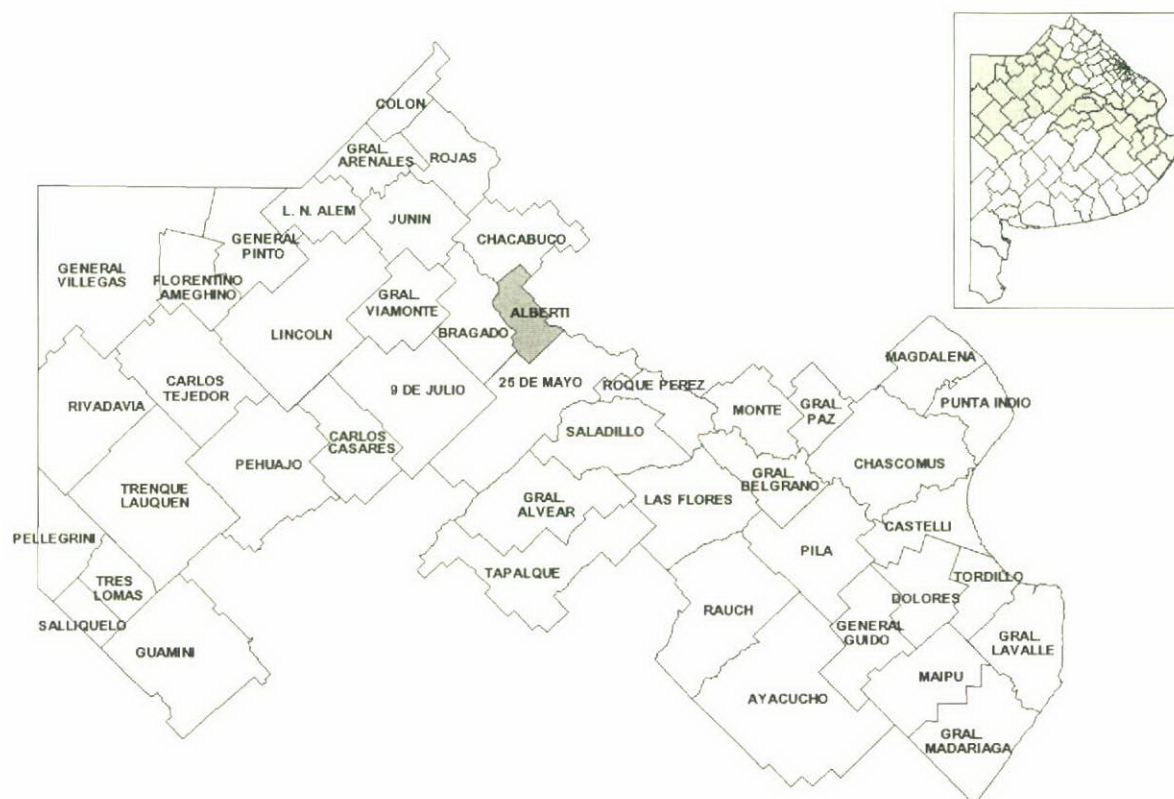 COLON
GRAL.
ARENALES
ROJAS
L. N. ALEM
JUNIN
CHACABUCO
GENERAL
PINTO
GENERAL
VILLEGAS
FLORENTINO
AMEGHINO
GRAL.
VIAMONTE
ALBERTI
LINCOLN
BRAGADO
MAGDALENA
CARLOS
TEJEDOR
9 DE JULIO
25 DE MAYO
ROQUE PEREZ
RIVADAVIA
MONTE
GRAL.
PAZ
PUNTA INDIO
SALADILLO
CARLOS
CASARES
PEHUAJO
CHASCOMUS
GRAL.
BELGRANO
TRENQUE
LAUQUEN
GRAL.
ALVEAR
LAS FLORES
CASTELLI
PELLEGRINI
PILA
TAPALQUE
TORDILLO
TRES
LOMAS
DOLORES
RAUCH
SALLIQUELO
GENERAL
GUIDO
GRAL.
LAVALLE
GUAMINI
MAIPU
AYACUCHO
GRAL.
MADARIAGA